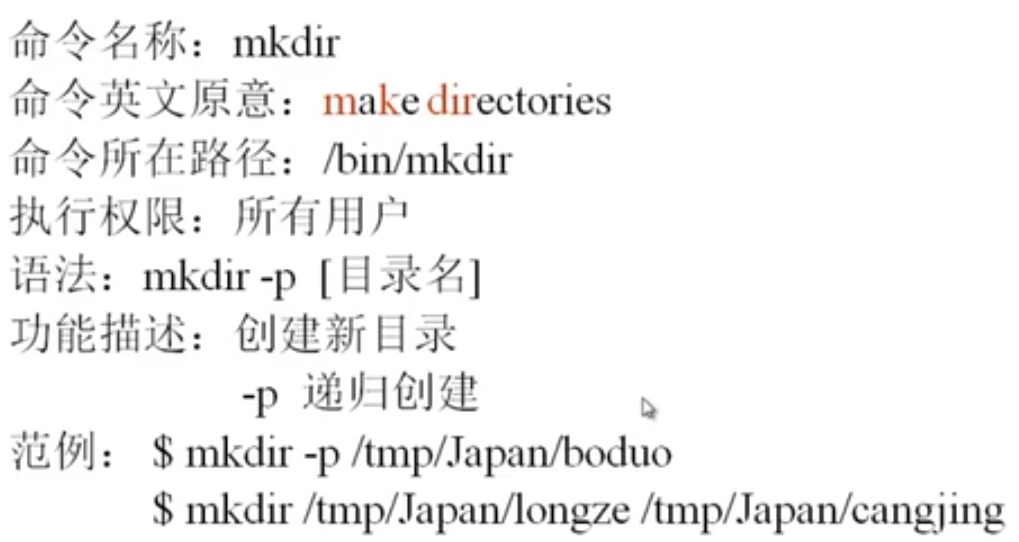 命令名称：mkdir
命令英文原意：make directories
命令所在路径：/bin/mkdir
执行权限：所有用户
语法：mkdir -p [目录名]
功能描述：创建新目录
-p 递归创建
范例： $ mkdir -p /tmp/Japan/boduo
$ mkdir /tmp/Japan/longze /tmp/Japan/cangjing